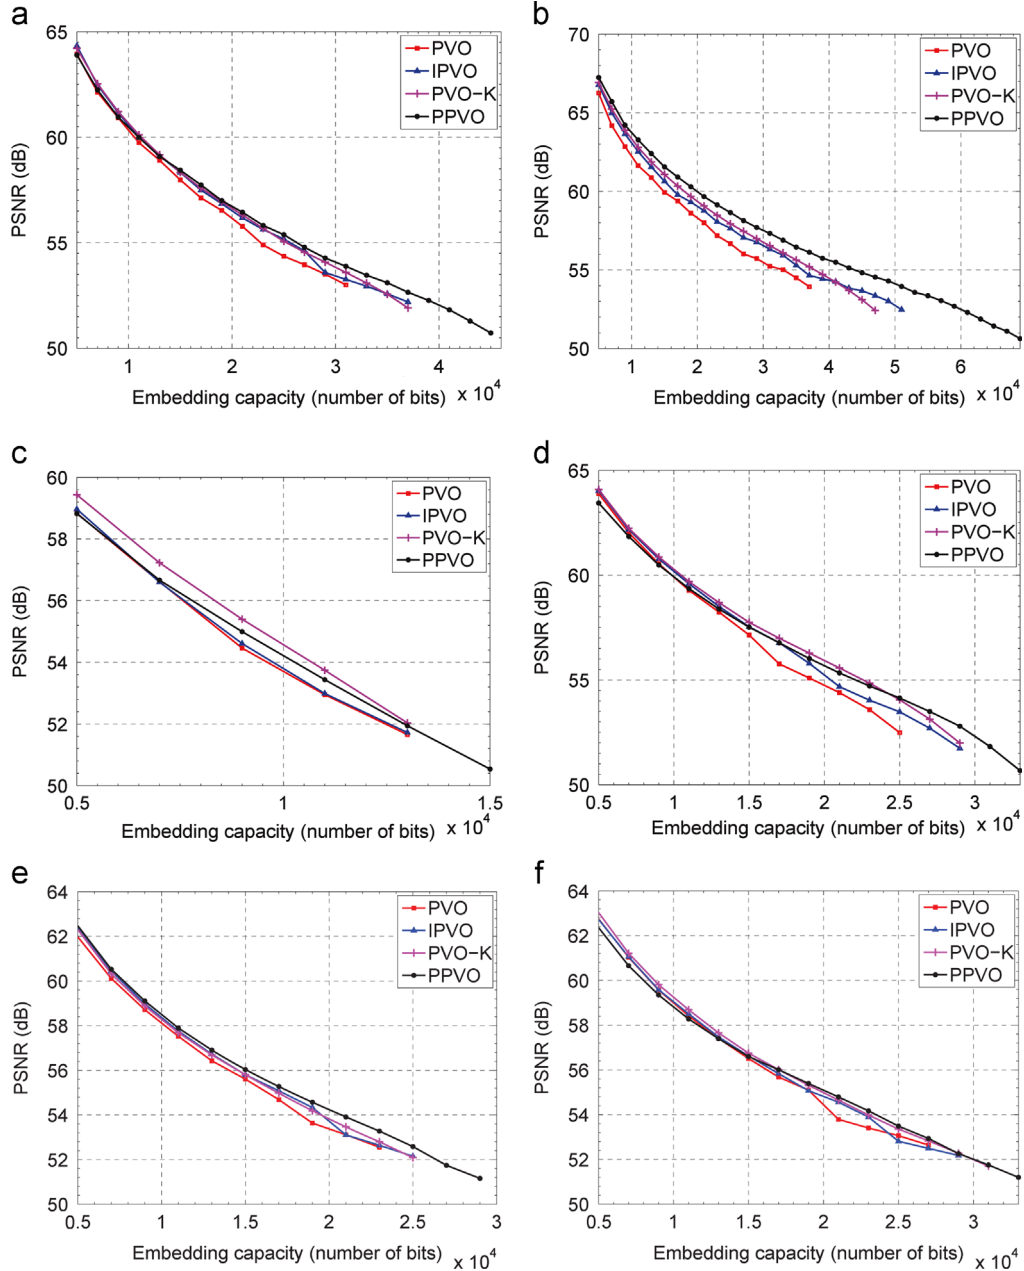 a
65
60
55
50
PSNR (dB)
PVO
IPVO
PVO−K
PPVO
1 2 3 4
Embedding capacity (number of bits) x 10^4
b
70
65
60
55
50
PSNR (dB)
PVO
IPVO
PVO−K
PPVO
1 2 3 4 5 6
Embedding capacity (number of bits) x 10^4
c
60
58
56
54
52
50
PSNR (dB)
PVO
IPVO
PVO−K
PPVO
0.5 1 1.5
Embedding capacity (number of bits) x 10^4
d
65
60
55
50
PSNR (dB)
PVO
IPVO
PVO−K
PPVO
0.5 1 1.5 2 2.5 3
Embedding capacity (number of bits) x 10^4
e
64
62
60
58
56
54
52
50
PSNR (dB)
PVO
IPVO
PVO−K
PPVO
0.5 1 1.5 2 2.5 3
Embedding capacity (number of bits) x 10^4
f
64
62
60
58
56
54
52
50
PSNR (dB)
PVO
IPVO
PVO−K
PPVO
0.5 1 1.5 2 2.5 3
Embedding capacity (number of bits) x 10^4